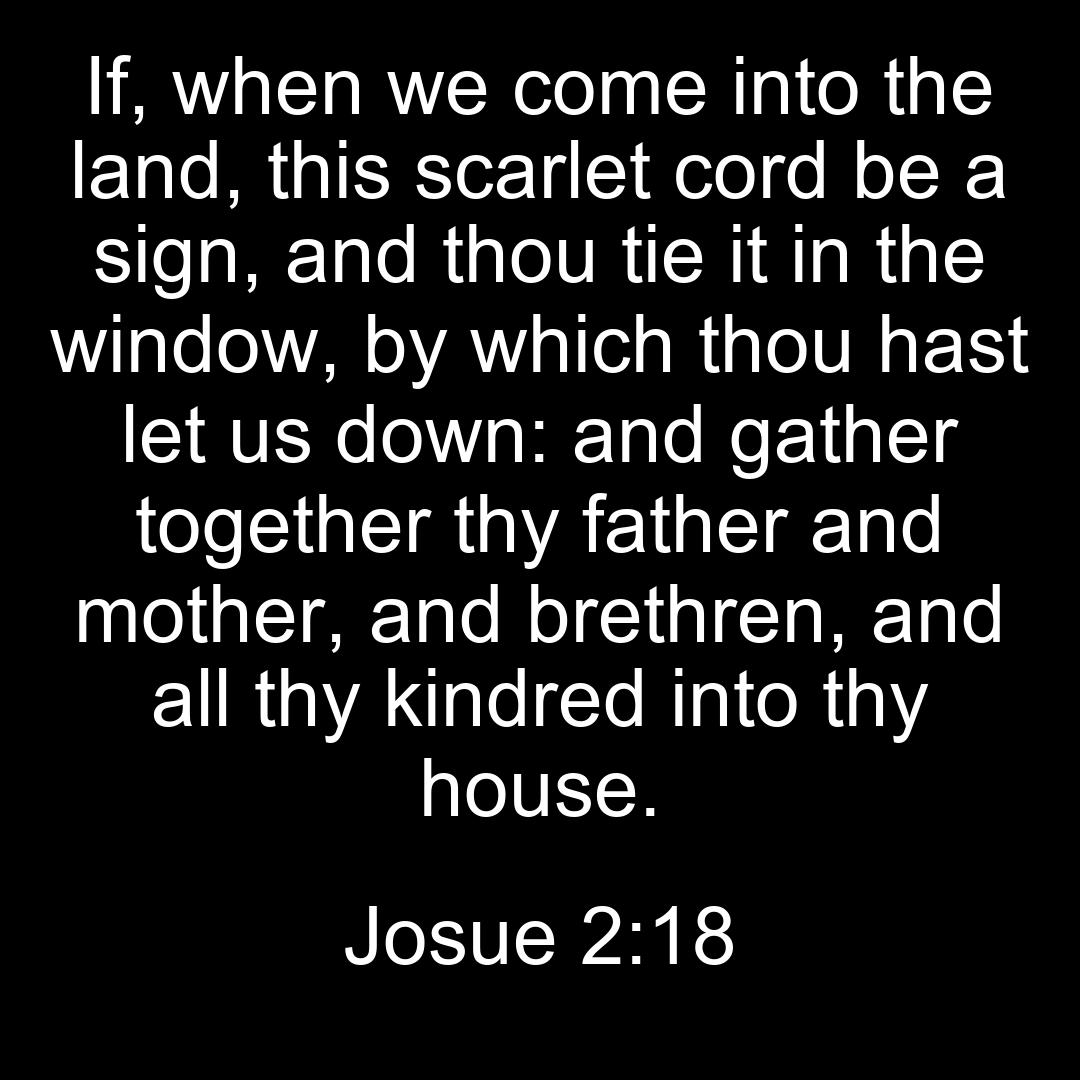 If, when we come into the
land, this scarlet cord be a
sign, and thou tie it in the
window, by which thou hast
let us down: and gather
together thy father and
mother, and brethren, and
all thy kindred into thy
house.
Josue 2:18